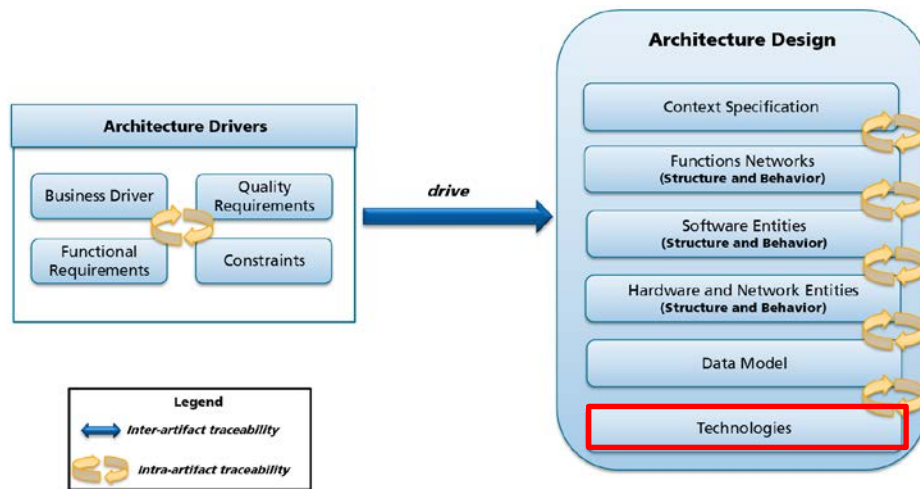 Architecture Drivers
Business Driver
Quality
Requirements
Functional
Requirements
Constraints
drive
Architecture Design
Context Specification
Functions Networks
(Structure and Behavior)
Software Entities
(Structure and Behavior)
Hardware and Network Entities
(Structure and Behavior)
Data Model
Technologies
Legend
Inter-artifact traceability
Intra-artifact traceability